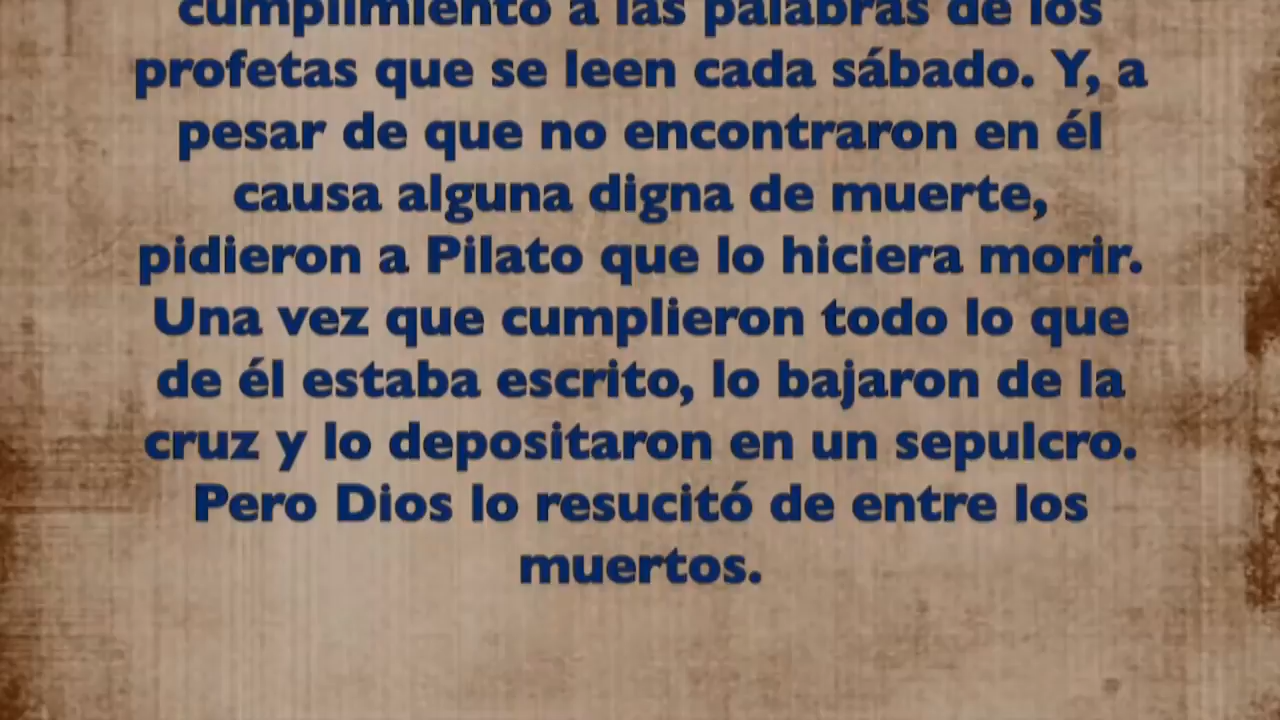 cumplimiento a las palabras de los
profetas que se leen cada sábado. Y, a
pesar de que no encontraron en él
causa alguna digna de muerte,
pidieron a Pilato que lo hiciera morir.
Una vez que cumplieron todo lo que
de él estaba escrito, lo bajaron de la
cruz y lo depositaron en un sepulcro.
Pero Dios lo resucitó de entre los
muertos.